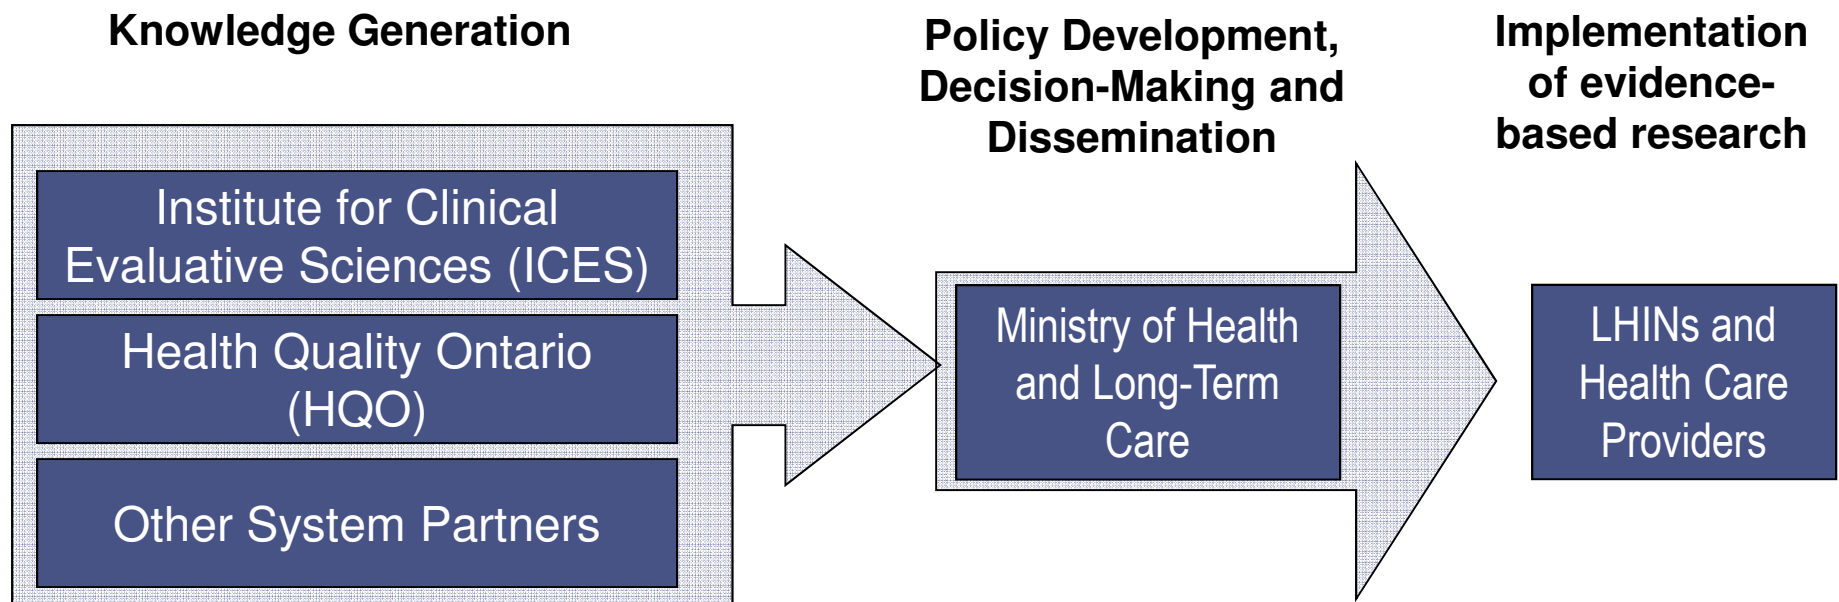 Knowledge Generation
Policy Development,
Decision-Making and
Dissemination
Implementation
of evidence-
based research
Institute for Clinical
Evaluative Sciences (ICES)
Health Quality Ontario
(HQO)
Other System Partners
Ministry of Health
and Long-Term
Care
LHINs and
Health Care
Providers